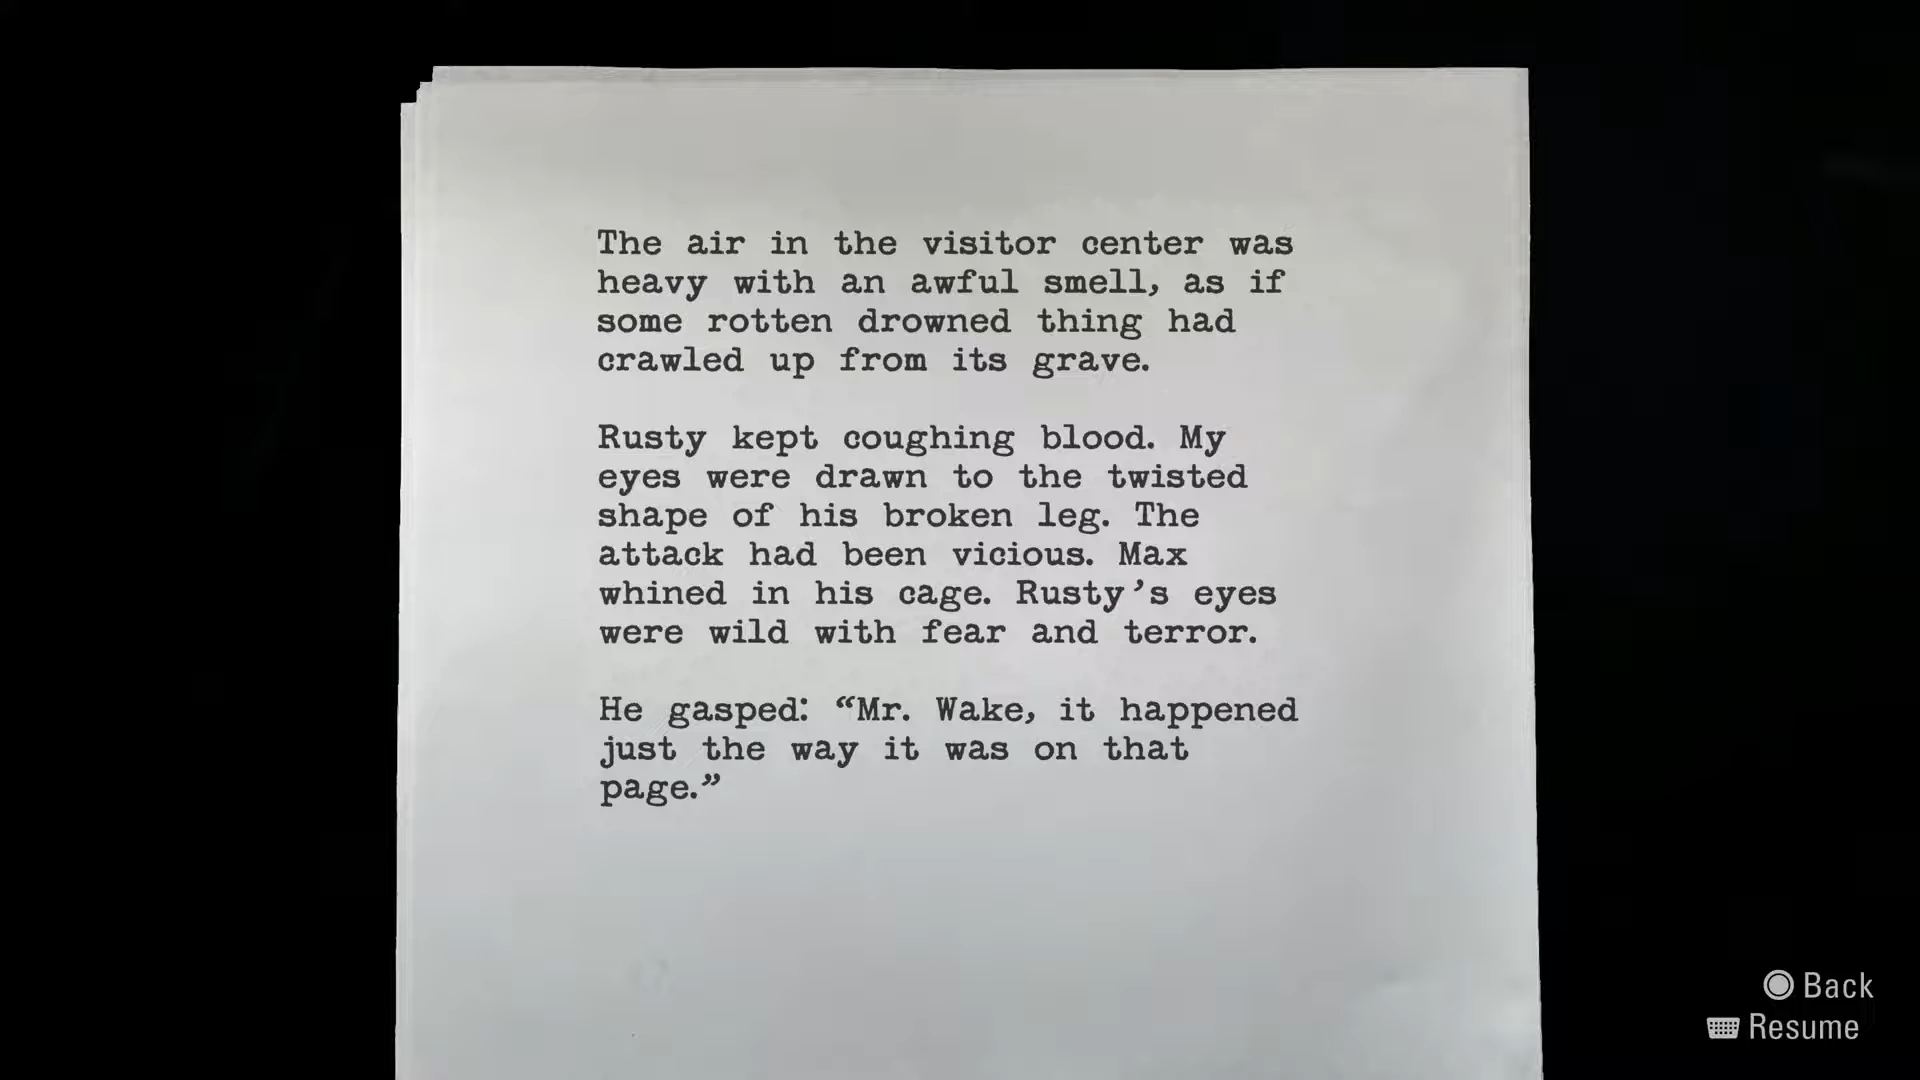 The air in the visitor center was
heavy with an awful smell, as if
some rotten drowned thing had
crawled up from its grave.
Rusty kept coughing blood. My
eyes were drawn to the twisted
shape of his broken leg. The
attack had been vicious. Max
whined in his cage. Rusty’s eyes
were wild with fear and terror.
He gasped: “Mr. Wake, it happened
just the way it was on that
page.”
Back
Resume